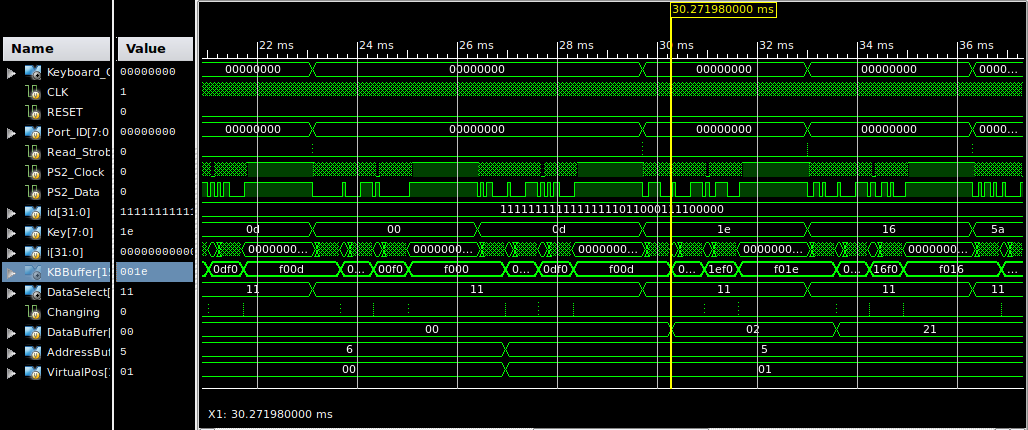 30.271980000 ms
Name Value
22 ms 24 ms 26 ms 28 ms 30 ms 32 ms 34 ms 36 ms
Keyboard_C 00000000 00000000 00000000 00000000 00000000 0000...
CLK 1
RESET 0
Port_ID[7:0 00000000 00000000 00000000 00000000 00000000 0000...
Read_Strob 0
PS2_Clock 0
PS2_Data 0
id[31:0] 11111111111 11111111111111111011000111100000
Key[7:0] 1e 0d 00 0d 1e 16 5a
i[31:0] 00000000000 0000000... 0000000... 0000000... 0000000... 0000000...
KBBuffer[15 001e 0df0 f00d 0... 00f0 f000 0... 0df0 f00d 0... 1ef0 f01e 0... 16f0 f016 ...
DataSelect[ 11 11 11 11 11 11
Changing 0
DataBuffer[ 00 00 02 21
AddressBuf 5 6 5
VirtualPos[ 01 00 01
X1: 30.271980000 ms